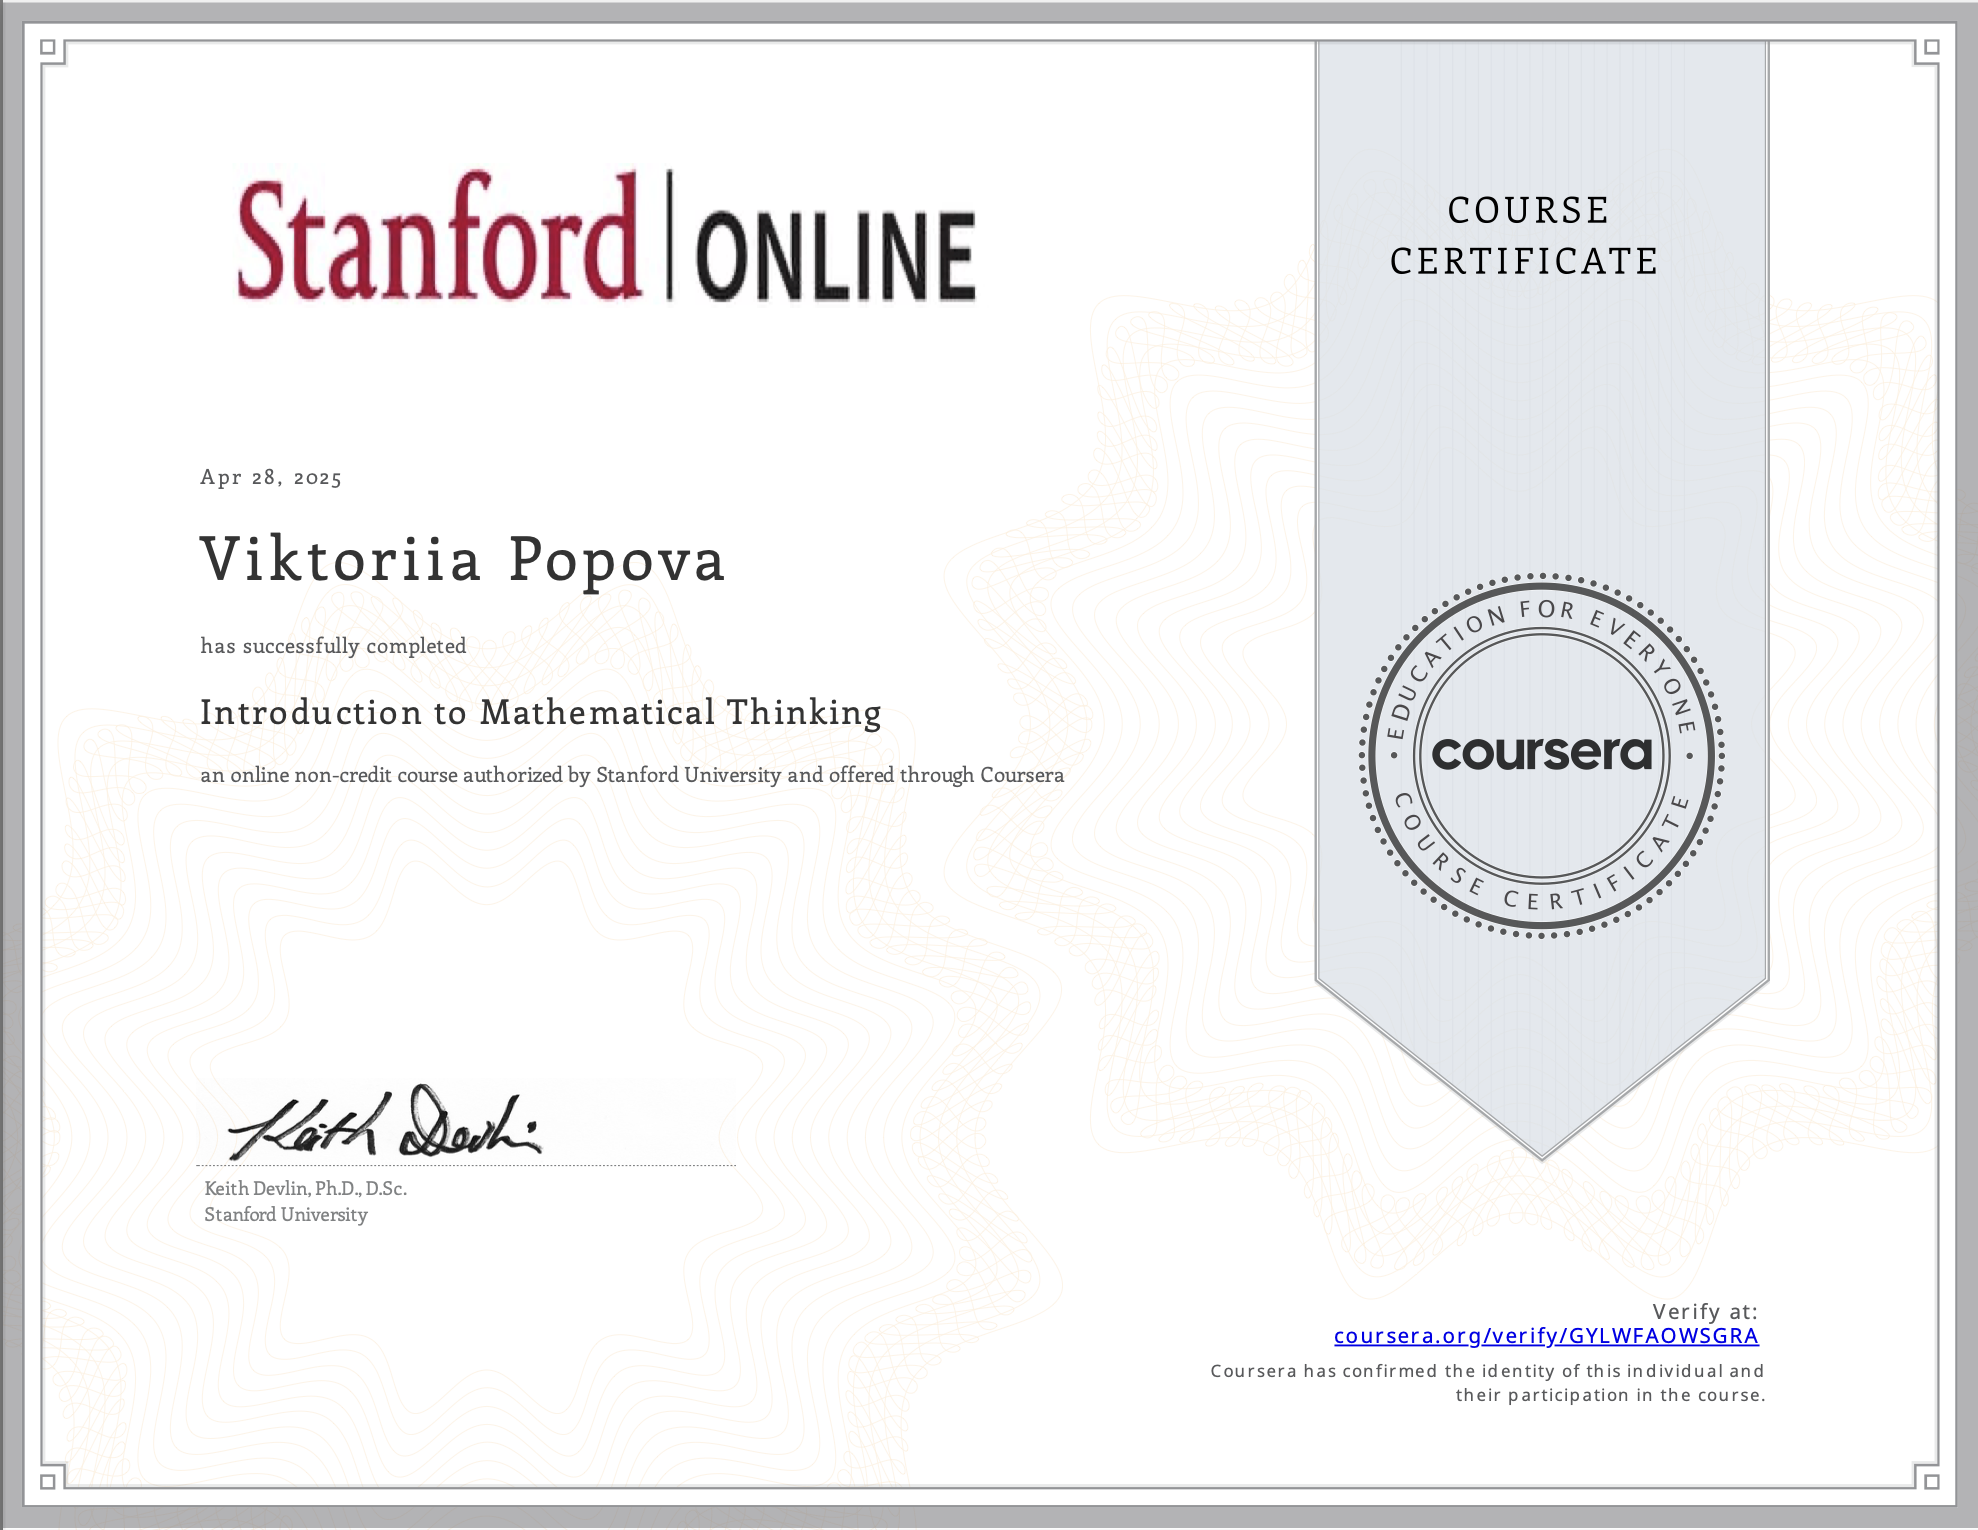 Stanford | ONLINE
COURSE
CERTIFICATE
Apr 28, 2025
Viktoriia Popova
has successfully completed
Introduction to Mathematical Thinking
an online non-credit course authorized by Stanford University and offered through Coursera
EDUCATION FOR EVERYONE
coursera
COURSE CERTIFICATE
Keith Devlin
Keith Devlin, Ph.D., D.Sc.
Stanford University
Verify at:
coursera.org/verify/GYLWFAOWSGRA
Coursera has confirmed the identity of this individual and
their participation in the course.